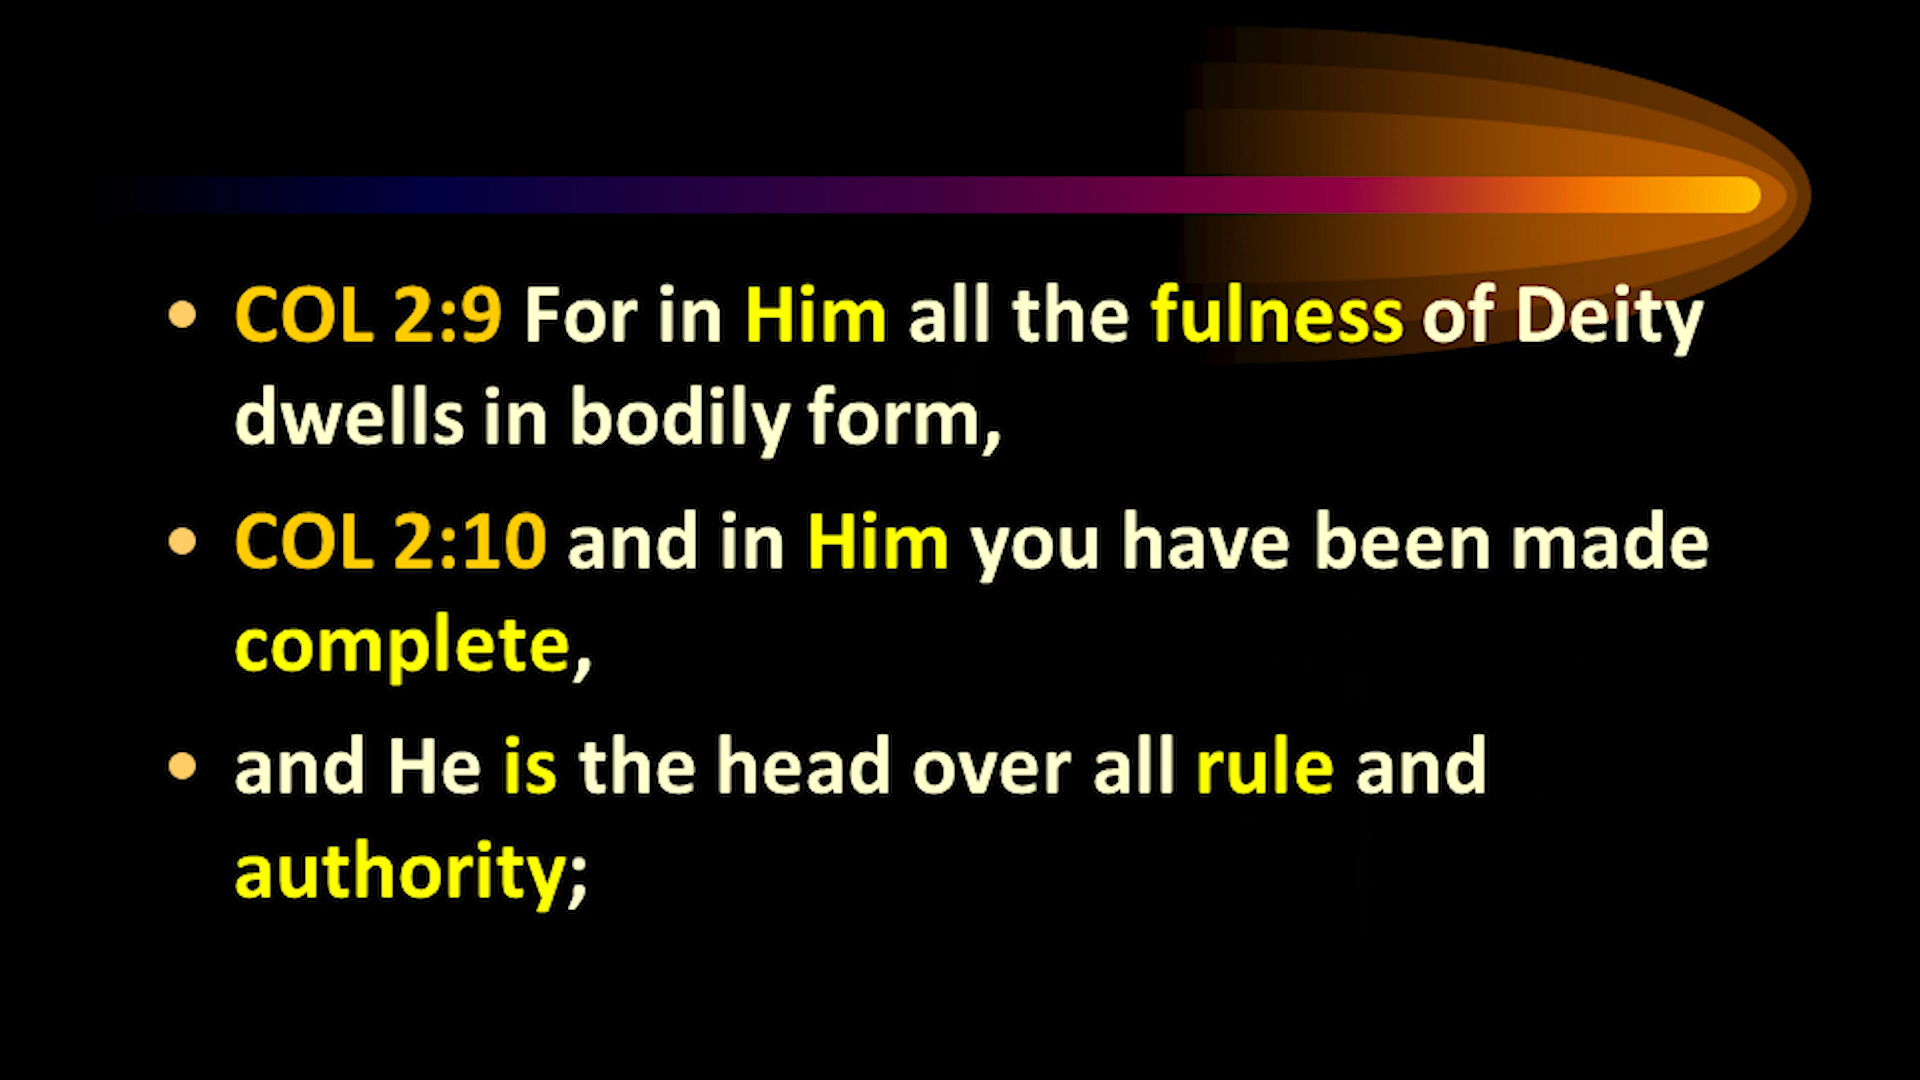 • COL 2:9 For in Him all the fulness of Deity
dwells in bodily form,
• COL 2:10 and in Him you have been made
complete,
• and He is the head over all rule and
authority;